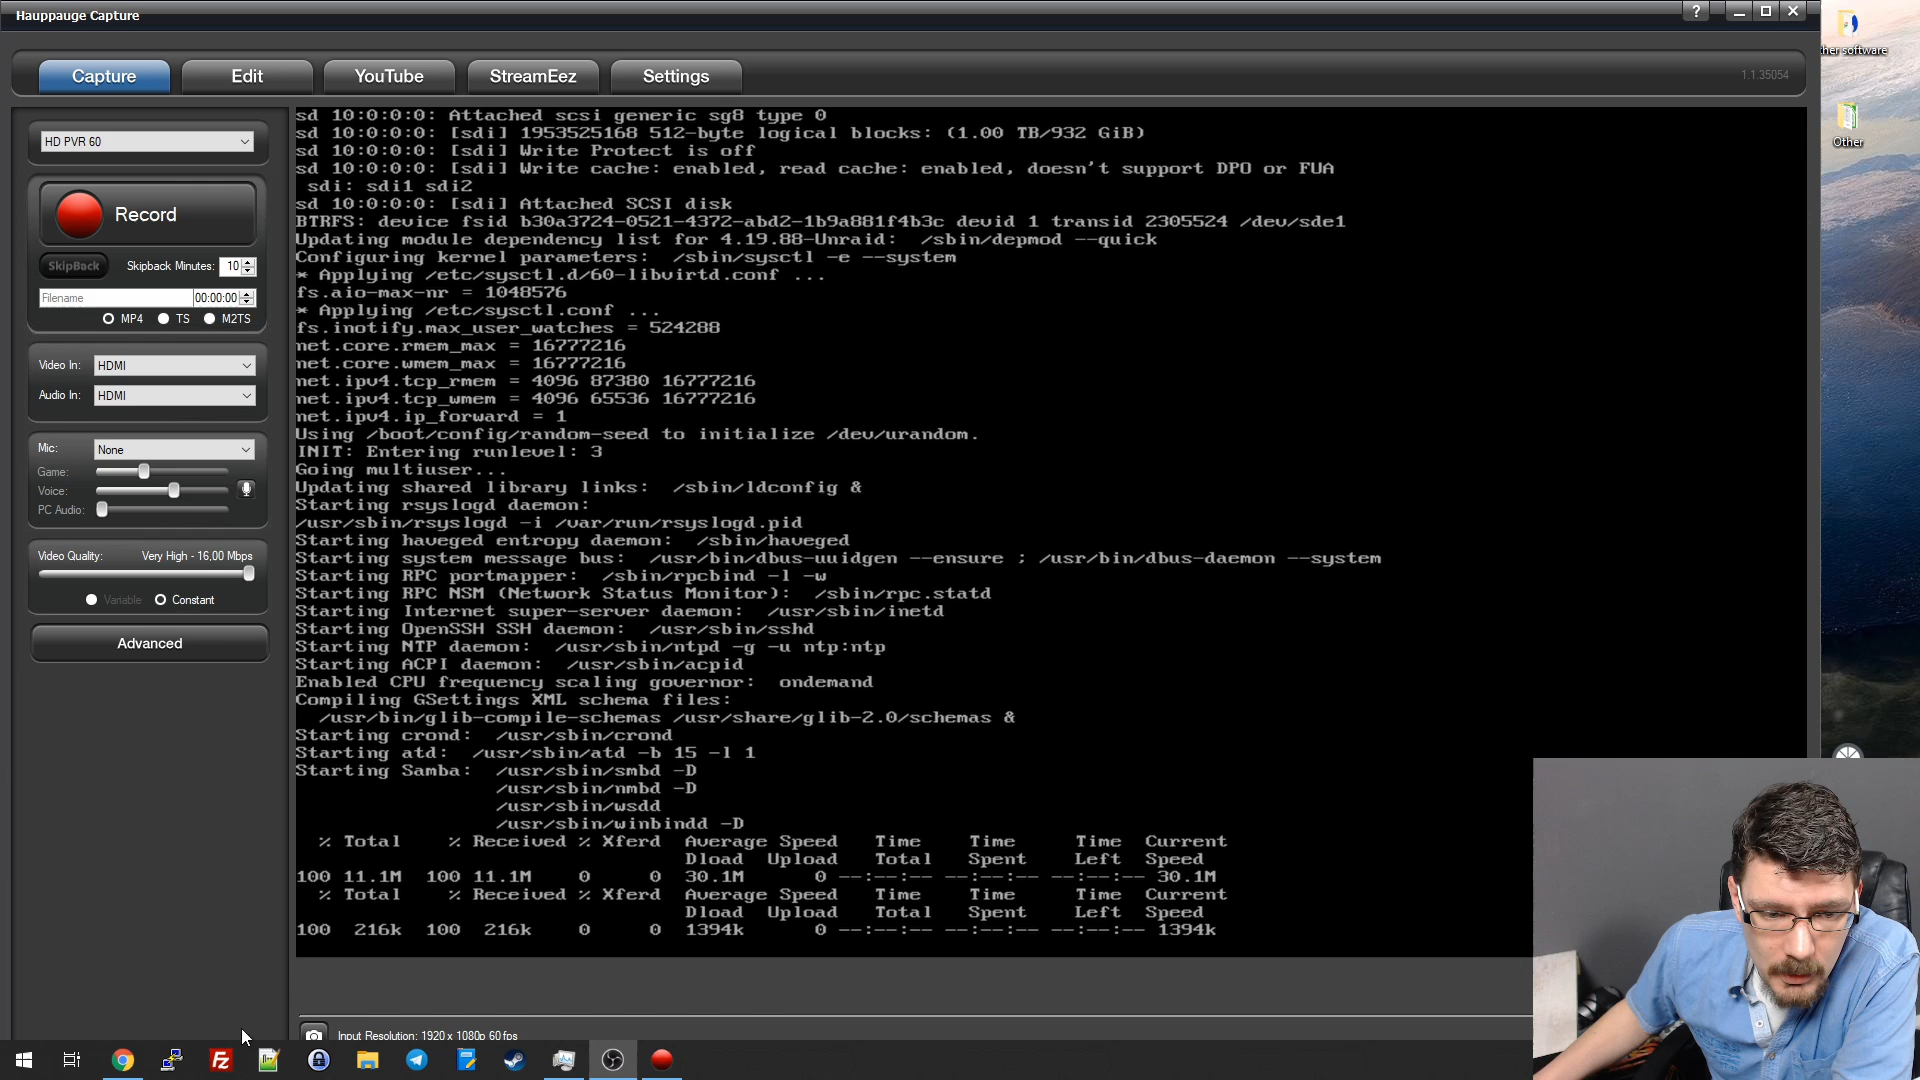 Hauppauge Capture
?
Capture
Edit
YouTube
StreamEez
Settings
1.1.35054
HD PVR 60
Record
SkipBack
Skipback Minutes:
10
Filename
00:00:00
MP4
TS
M2TS
Video In:
HDMI
Audio In:
HDMI
Mic:
None
Game:
Voice:
PC Audio:
Video Quality:
Very High - 16,00 Mbps
Variable
Constant
Advanced
sd 10:0:0:0: Attached scsi generic sg8 type 0
sd 10:0:0:0: [sdi] 1953525168 512-byte logical blocks: (1.00 TB/932 GiB)
sd 10:0:0:0: [sdi] Write Protect is off
sd 10:0:0:0: [sdi] Write cache: enabled, read cache: enabled, doesn't support DPO or FUA
sdi: sdi1 sdi2
sd 10:0:0:0: [sdi] Attached SCSI disk
BTRFS: device fsid b30a3724-0521-4372-abd2-1b9a881f4b3c devid 1 transid 2305524 /dev/sde1
Updating module dependency list for 4.19.88-Unraid:  /sbin/depmod --quick
Configuring kernel parameters:  /sbin/sysctl -e --system
* Applying /etc/sysctl.d/60-libvirtd.conf ...
fs.aio-max-nr = 1048576
* Applying /etc/sysctl.conf ...
fs.inotify.max_user_watches = 524288
net.core.rmem_max = 16777216
net.core.wmem_max = 16777216
net.ipv4.tcp_rmem = 4096 87380 16777216
net.ipv4.tcp_wmem = 4096 65536 16777216
net.ipv4.ip_forward = 1
Using /boot/config/random-seed to initialize /dev/urandom.
INIT: Entering runlevel: 3
Going multiuser...
Updating shared library links:  /sbin/ldconfig &
Starting rsyslogd daemon:
/usr/sbin/rsyslogd -i /var/run/rsyslogd.pid
Starting haveged entropy daemon:  /sbin/haveged
Starting system message bus:  /usr/bin/dbus-uuidgen --ensure ; /usr/bin/dbus-daemon --system
Starting RPC portmapper:  /sbin/rpcbind -l -w
Starting RPC NSM (Network Status Monitor):  /sbin/rpc.statd
Starting Internet super-server daemon:  /usr/sbin/inetd
Starting OpenSSH SSH daemon:  /usr/sbin/sshd
Starting NTP daemon:  /usr/sbin/ntpd -g -u ntp:ntp
Starting ACPI daemon:  /usr/sbin/acpid
Enabled CPU frequency scaling governor:  ondemand
Compiling GSettings XML schema files:
/usr/bin/glib-compile-schemas /usr/share/glib-2.0/schemas &
Starting crond:  /usr/sbin/crond
Starting atd:  /usr/sbin/atd -b 15 -l 1
Starting Samba:  /usr/sbin/smbd -D
/usr/sbin/nmbd -D
/usr/sbin/wsdd
/usr/sbin/winbindd -D
% Total    % Received % Xferd  Average Speed   Time    Time     Time  Current
Dload  Upload   Total   Spent    Left  Speed
100 11.1M  100 11.1M    0     0  30.1M      0 --:--:-- --:--:-- --:--:-- 30.1M
% Total    % Received % Xferd  Average Speed   Time    Time     Time  Current
Dload  Upload   Total   Spent    Left  Speed
100  216k  100  216k    0     0  1394k      0 --:--:-- --:--:-- --:--:-- 1394k
Input Resolution: 1920 x 1080p 60 fps
her software
Other
Fz